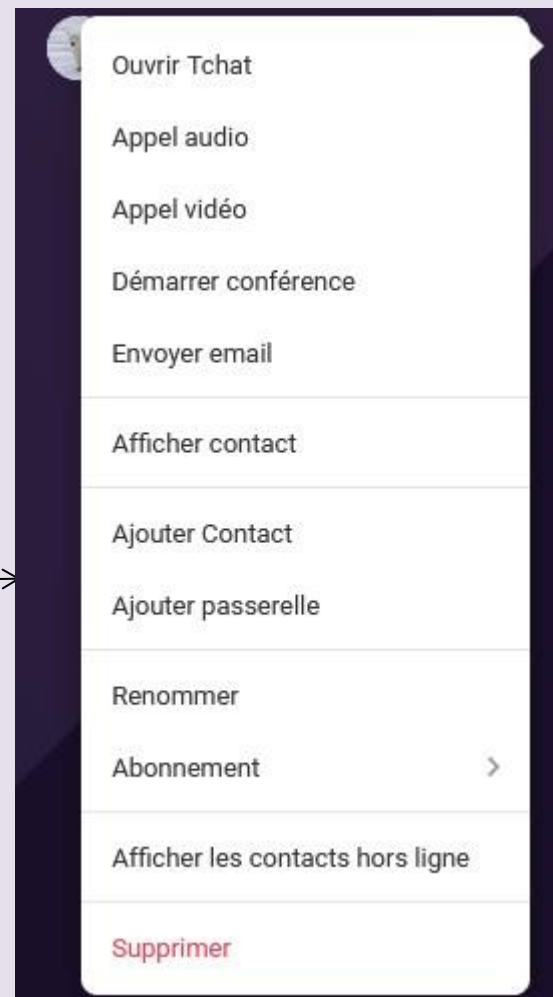 Ouvrir Tchat
Appel audio
Appel vidéo
Démarrer conférence
Envoyer email
Afficher contact
Ajouter Contact
Ajouter passerelle
Renommer
Abonnement
Afficher les contacts hors ligne
Supprimer